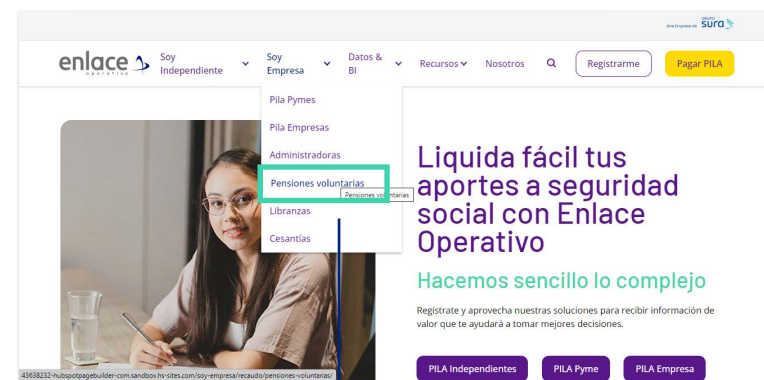 Una Empresa de
GRUPO
sura
enlace
operativo
Soy
Independiente
Soy
Empresa
Datos &
BI
Recursos
Nosotros
Registrarme
Pagar PILA
Pila Pymes
Pila Empresas
Administradoras
Pensiones voluntarias
Pensiones voluntarias
Libranzas
Cesantías
Liquida fácil tus
aportes a seguridad
social con Enlace
Operativo
Hacemos sencillo lo complejo
Regístrate y aprovecha nuestras soluciones para recibir información de
valor que te ayudará a tomar mejores decisiones.
PILA Independientes
PILA Pyme
PILA Empresa
43638232-hubspotpagebuilder-com.sandbox.hs-sites.com/soy-empresa/recaudo/pensiones-voluntarias/